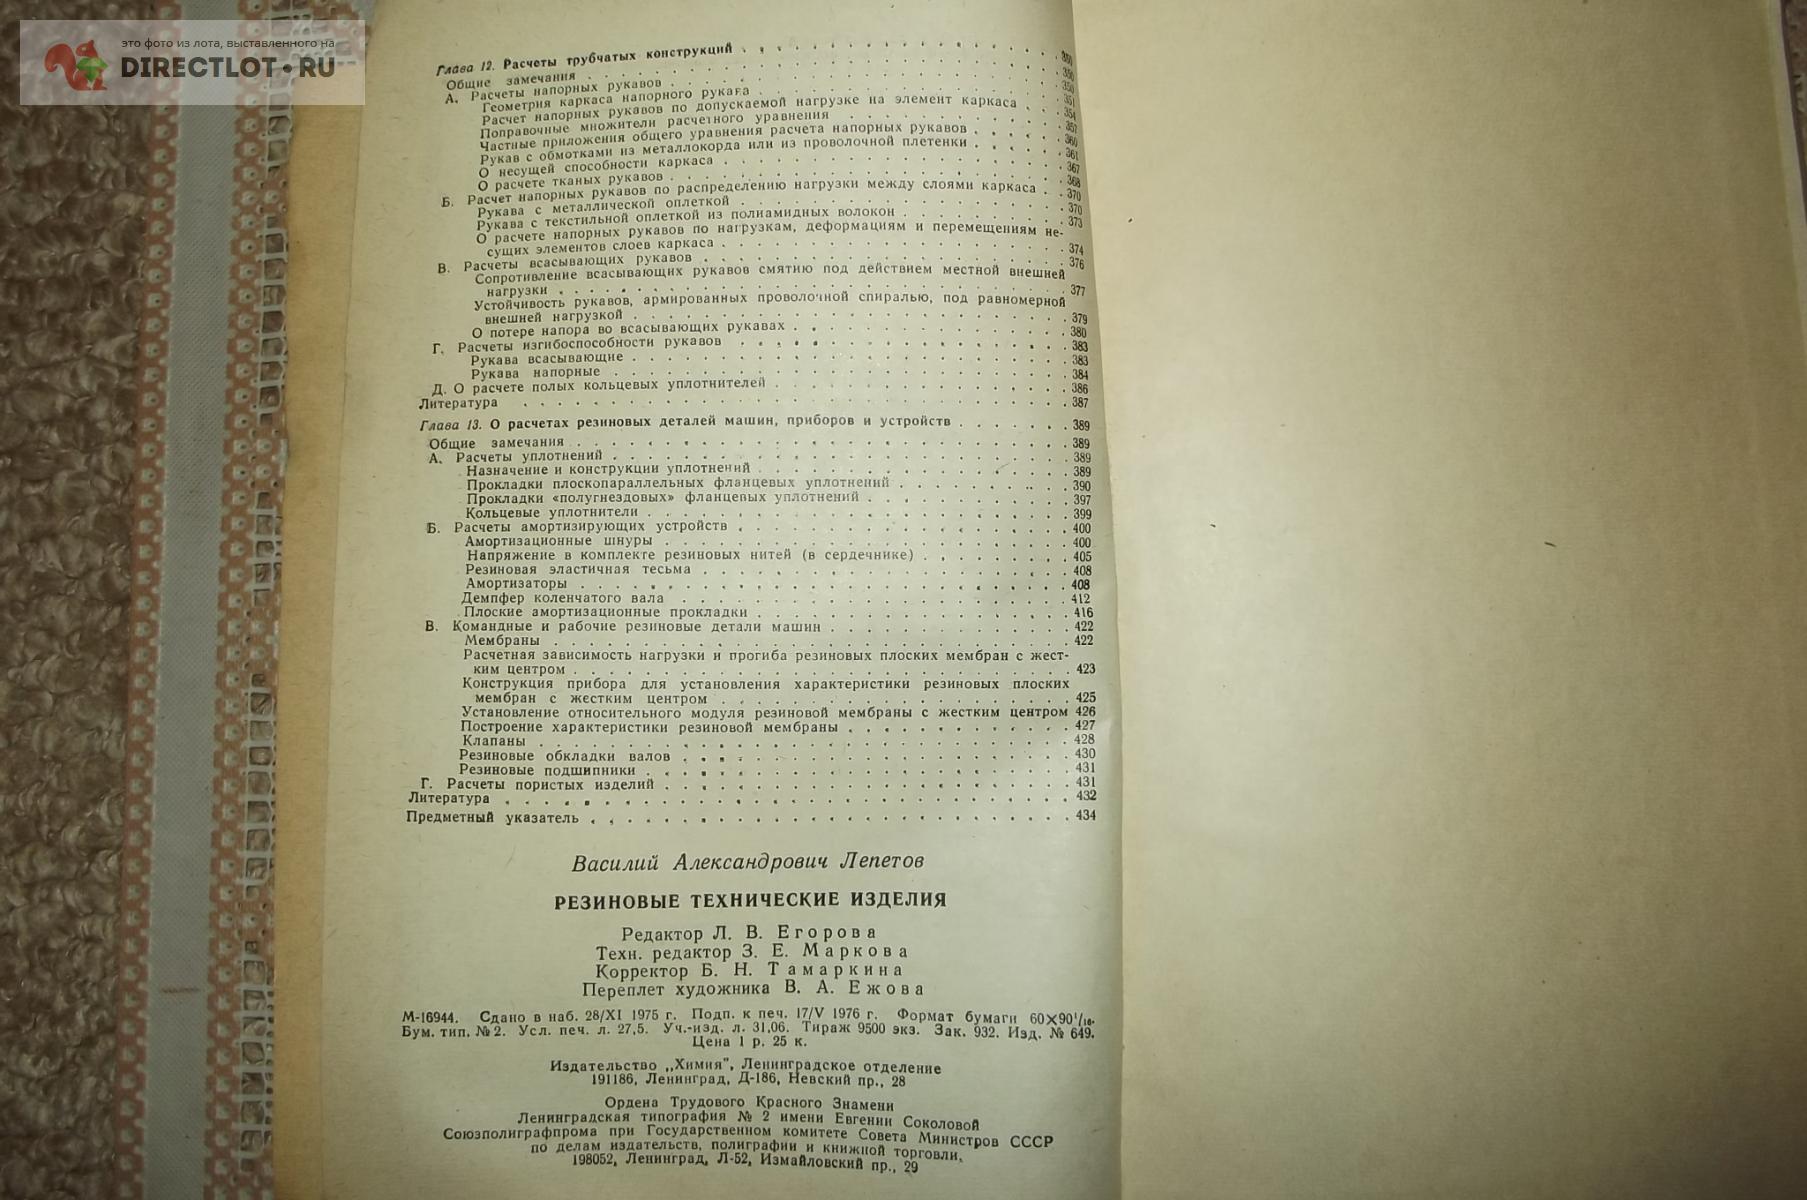 это фото из лота, выставленного на
DIRECTLOT.RU
Глава 12. Расчеты трубчатых конструкций . . . . 350
Общие замечания . . . . 350
А. Расчеты напорных рукавов . . . . 350
Геометрия каркаса напорного рукава . . . . 351
Расчет напорных рукавов по допускаемой нагрузке на элемент каркаса . . 354
Поправочные множители расчетного уравнения . . . . 357
Частные приложения общего уравнения расчета напорных рукавов . . . . 360
Рукав с обмотками из металлокорда или из проволочной плетенки . . . . 361
О несущей способности каркаса . . . . 367
О расчете тканых рукавов . . . . 368
Б. Расчет напорных рукавов по распределению нагрузки между слоями каркаса . . 370
Рукава с металлической оплеткой . . . . 370
Рукава с текстильной оплеткой из полиамидных волокон . . . . 373
О расчете напорных рукавов по нагрузкам, деформациям и перемещениям не-
сущих элементов слоев каркаса . . . . 374
В. Расчеты всасывающих рукавов . . . . 376
Сопротивление всасывающих рукавов смятию под действием местной внешней
нагрузки . . . . 377
Устойчивость рукавов, армированных проволочной спиралью, под равномерной
внешней нагрузкой . . . . 379
О потере напора во всасывающих рукавах . . . . 380
Г. Расчеты изгибоспособности рукавов . . . . 383
Рукава всасывающие . . . . 383
Рукава напорные . . . . 384
Д. О расчете полых кольцевых уплотнителей . . . . 386
Литература . . . . 387
Глава 13. О расчетах резиновых деталей машин, приборов и устройств . . . . 389
Общие замечания . . . . 389
А. Расчеты уплотнений . . . . 389
Назначение и конструкции уплотнений . . . . 389
Прокладки плоскопараллельных фланцевых уплотнений . . . . 390
Прокладки «полугнездовых» фланцевых уплотнений . . . . 397
Кольцевые уплотнители . . . . 399
Б. Расчеты амортизирующих устройств . . . . 400
Амортизационные шнуры . . . . 400
Напряжение в комплекте резиновых нитей (в сердечнике) . . . . 405
Резиновая эластичная тесьма . . . . 408
Амортизаторы . . . . 408
Демпфер коленчатого вала . . . . 412
Плоские амортизационные прокладки . . . . 416
В. Командные и рабочие резиновые детали машин . . . . 422
Мембраны . . . . 422
Расчетная зависимость нагрузки и прогиба резиновых плоских мембран с жест-
ким центром . . . . 423
Конструкция прибора для установления характеристики резиновых плоских
мембран с жестким центром . . . . 425
Установление относительного модуля резиновой мембраны с жестким центром 426
Построение характеристики резиновой мембраны . . . . 427
Клапаны . . . . 428
Резиновые обкладки валов . . . . 430
Резиновые подшипники . . . . 431
Г. Расчеты пористых изделий . . . . 431
Литература . . . . 432
Предметный указатель . . . . 434
Василий Александрович Лепетов
РЕЗИНОВЫЕ ТЕХНИЧЕСКИЕ ИЗДЕЛИЯ
Редактор Л. В. Егорова
Техн. редактор З. Е. Маркова
Корректор Б. Н. Тамаркина
Переплет художника В. А. Ежова
М-16944. Сдано в наб. 28/XI 1975 г. Подп. к печ. 17/V 1976 г. Формат бумаги 60×90¹/₁₆.
Бум. тип. № 2. Усл. печ. л. 27,5. Уч.-изд. л. 31,06. Тираж 9500 экз. Зак. 932. Изд. № 649.
Цена 1 р. 25 к.
Издательство „Химия", Ленинградское отделение
191186, Ленинград, Д-186, Невский пр., 28
Ордена Трудового Красного Знамени
Ленинградская типография № 2 имени Евгении Соколовой
Союзполиграфпрома при Государственном комитете Совета Министров СССР
по делам издательств, полиграфии и книжной торговли.
198052, Ленинград, Л-52, Измайловский пр., 29